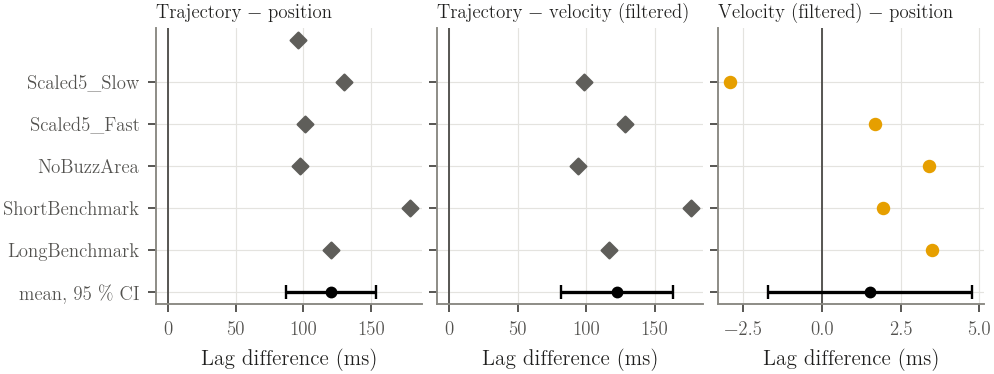 Trajectory − position
Trajectory − velocity (filtered)
Velocity (filtered) − position
Scaled5_Slow
Scaled5_Fast
NoBuzzArea
ShortBenchmark
LongBenchmark
mean, 95 % CI
0 50 100 150
0 50 100 150
−2.5 0.0 2.5 5.0
Lag difference (ms)
Lag difference (ms)
Lag difference (ms)